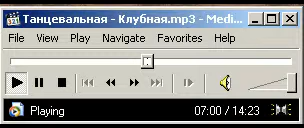 Танцевальная - Клубная.mp3 - Medi...
File View Play Navigate Favorites Help
Playing 07:00 / 14:23